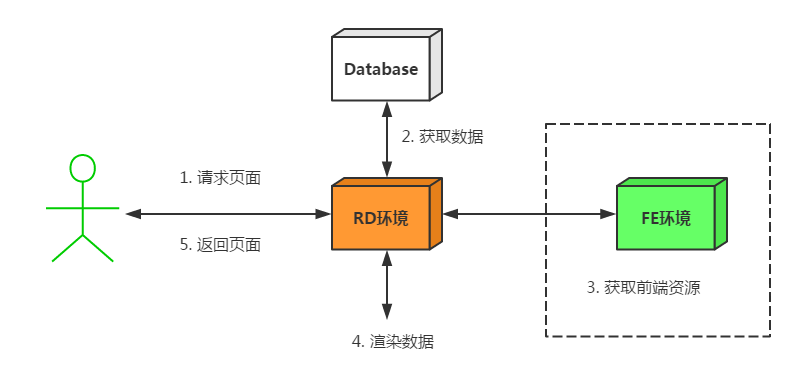 Database
2. 获取数据
1. 请求页面
RD环境
FE环境
5. 返回页面
3. 获取前端资源
4. 渲染数据